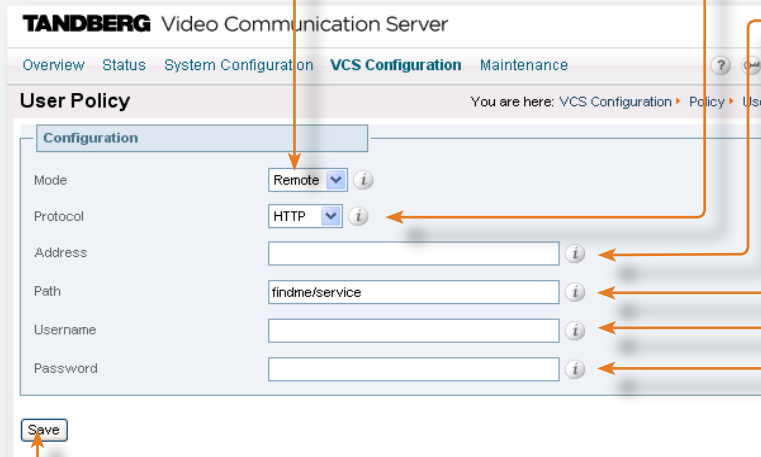 TANDBERG Video Communication Server
Overview Status System Configuration VCS Configuration Maintenance ?
User Policy You are here: VCS Configuration Policy
Configuration
Mode Remote i
Protocol HTTP i
Address i
Path findme/service i
Username i
Password i
Save